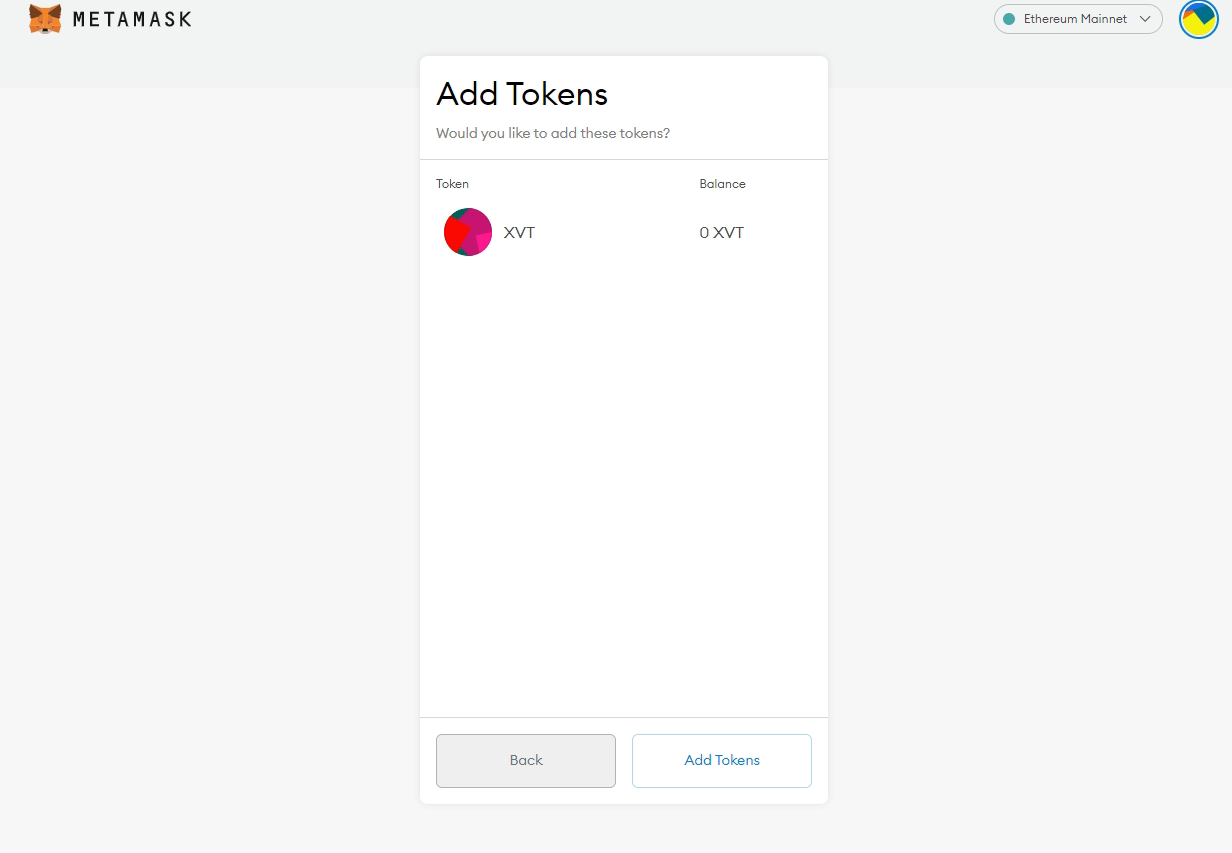 METAMASK
Ethereum Mainnet
Add Tokens
Would you like to add these tokens?
Token Balance
XVT 0 XVT
Back Add Tokens